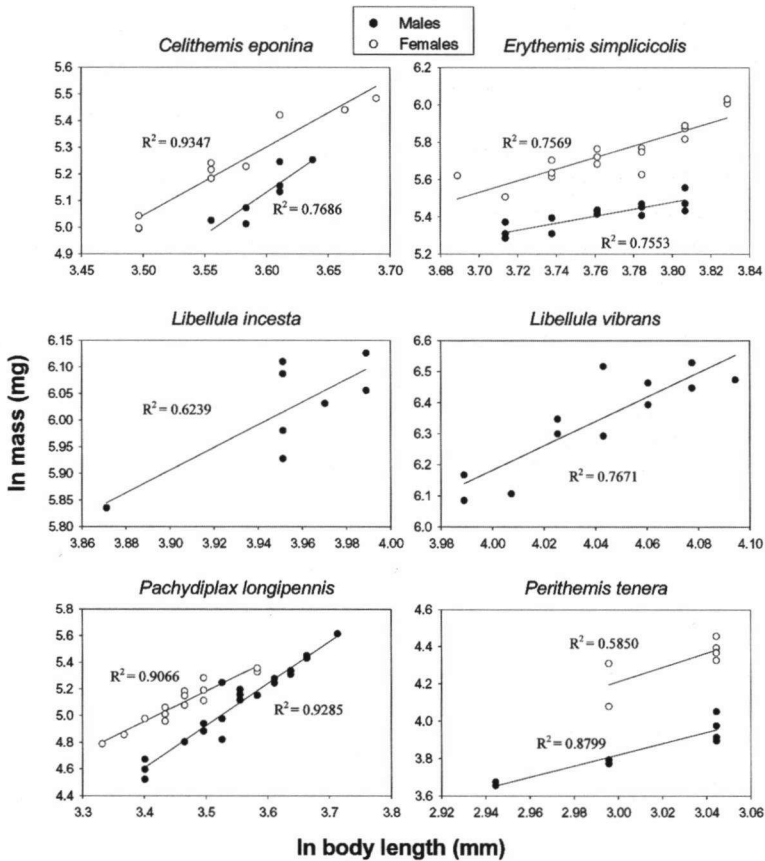 Males
Females
Celithemis eponina
Erythemis simplicicolis
5.6
5.5
5.4
5.3
5.2
5.1
5.0
4.9
R² = 0.9347
R² = 0.7686
3.45 3.50 3.55 3.60 3.65 3.70
6.2
6.0
5.8
5.6
5.4
5.2
R² = 0.7569
R² = 0.7553
3.68 3.70 3.72 3.74 3.76 3.78 3.80 3.82 3.84
Libellula incesta
Libellula vibrans
ln mass (mg)
6.15
6.10
6.05
6.00
5.95
5.90
5.85
5.80
R² = 0.6239
3.86 3.88 3.90 3.92 3.94 3.96 3.98 4.00
6.6
6.5
6.4
6.3
6.2
6.1
6.0
R² = 0.7671
3.98 4.00 4.02 4.04 4.06 4.08 4.10
Pachydiplax longipennis
Perithemis tenera
5.8
5.6
5.4
5.2
5.0
4.8
4.6
4.4
R² = 0.9066
R² = 0.9285
3.3 3.4 3.5 3.6 3.7 3.8
4.6
4.4
4.2
4.0
3.8
3.6
3.4
R² = 0.5850
R² = 0.8799
2.92 2.94 2.96 2.98 3.00 3.02 3.04 3.06
ln body length (mm)